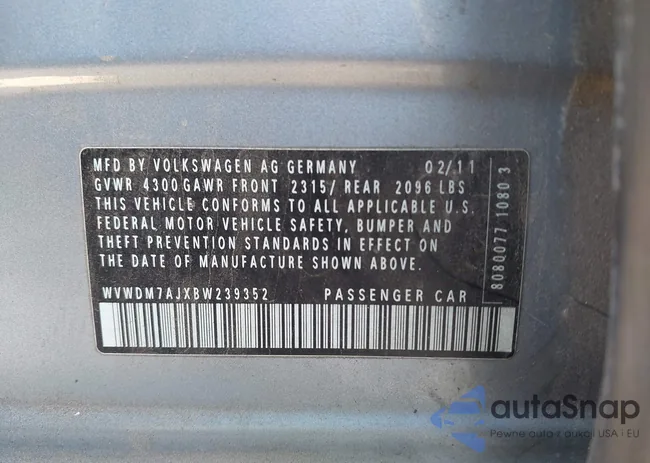 MFD BY VOLKSWAGEN AG GERMANY 02/11
GVWR 4300 GAWR FRONT 2315/ REAR 2096 LBS
THIS VEHICLE CONFORMS TO ALL APPLICABLE U.S.
FEDERAL MOTOR VEHICLE SAFETY, BUMPER AND
THEFT PREVENTION STANDARDS IN EFFECT ON
THE DATE OF MANUFACTURE SHOWN ABOVE.
WVWDM7AJXBW239352 PASSENGER CAR
8080077 1080 3
autaSnap
Pewne auta z aukcji USA i EU